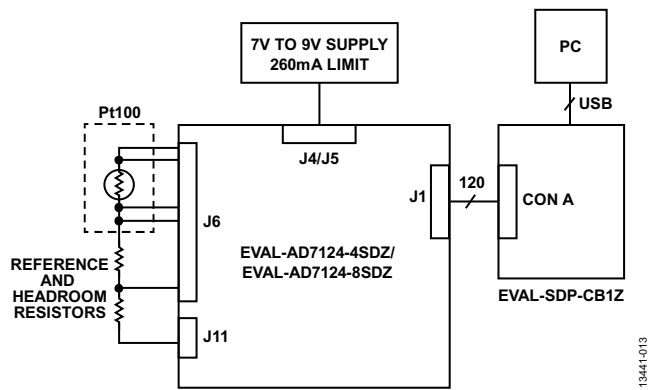 7V TO 9V SUPPLY
260mA LIMIT
PC
USB
Pt100
J4/J5
J1
120
CON A
J6
EVAL-AD7124-4SDZ/
EVAL-AD7124-8SDZ
EVAL-SDP-CB1Z
REFERENCE
AND
HEADROOM
RESISTORS
J11
13441-013